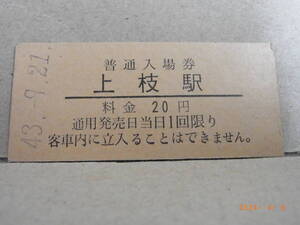 43.-9.21.
普通入場券
上枝駅
料金 20円
通用発売日当日1回限り
客車内に立入ることはできません。